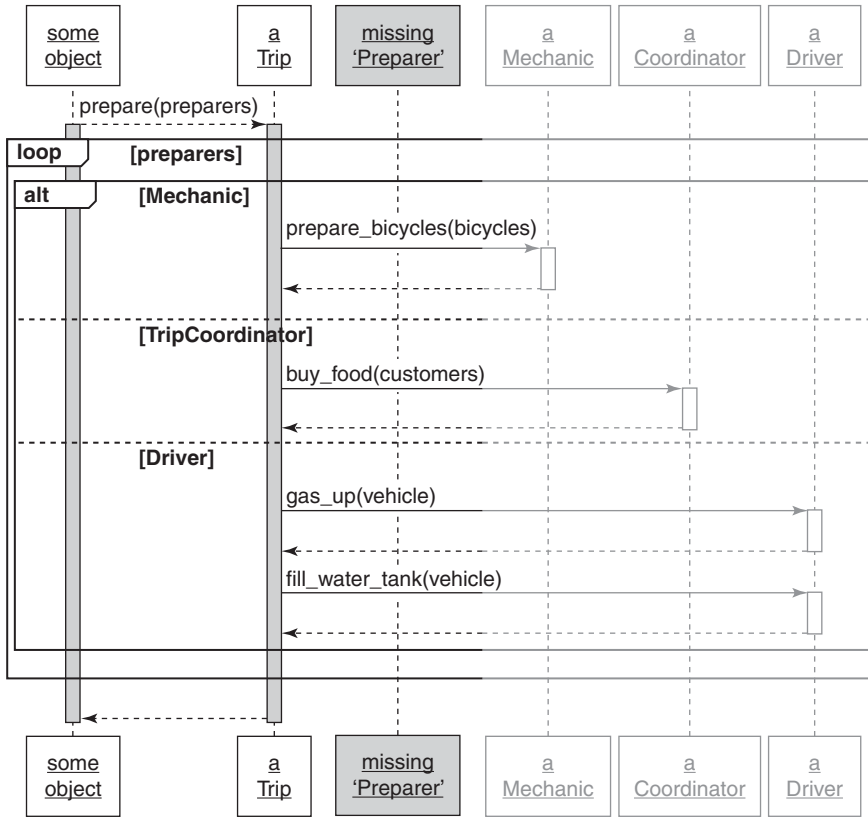 some
object
a
Trip
missing
‘Preparer’
a
Mechanic
a
Coordinator
a
Driver
prepare(preparers)
loop [preparers]
alt [Mechanic]
prepare_bicycles(bicycles)
[TripCoordinator]
buy_food(customers)
[Driver]
gas_up(vehicle)
fill_water_tank(vehicle)
some
object
a
Trip
missing
‘Preparer’
a
Mechanic
a
Coordinator
a
Driver